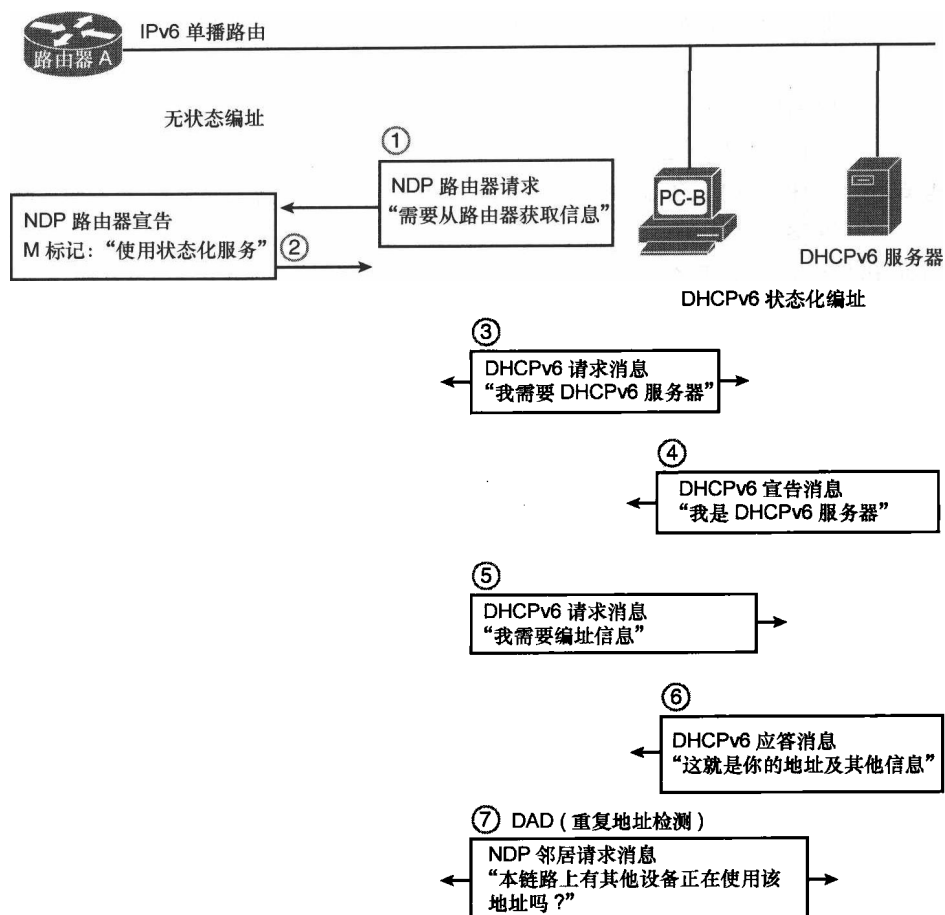 IPv6 单播路由
路由器 A
无状态编址
①
NDP 路由器请求
“需要从路由器获取信息”
NDP 路由器宣告
M 标记：“使用状态化服务”
②
PC-B
DHCPv6 服务器
DHCPv6 状态化编址
③
DHCPv6 请求消息
“我需要 DHCPv6 服务器”
④
DHCPv6 宣告消息
“我是 DHCPv6 服务器”
⑤
DHCPv6 请求消息
“我需要编址信息”
⑥
DHCPv6 应答消息
“这就是你的地址及其他信息”
⑦ DAD ( 重复地址检测 )
NDP 邻居请求消息
“本链路上有其他设备正在使用该
地址吗 ?”